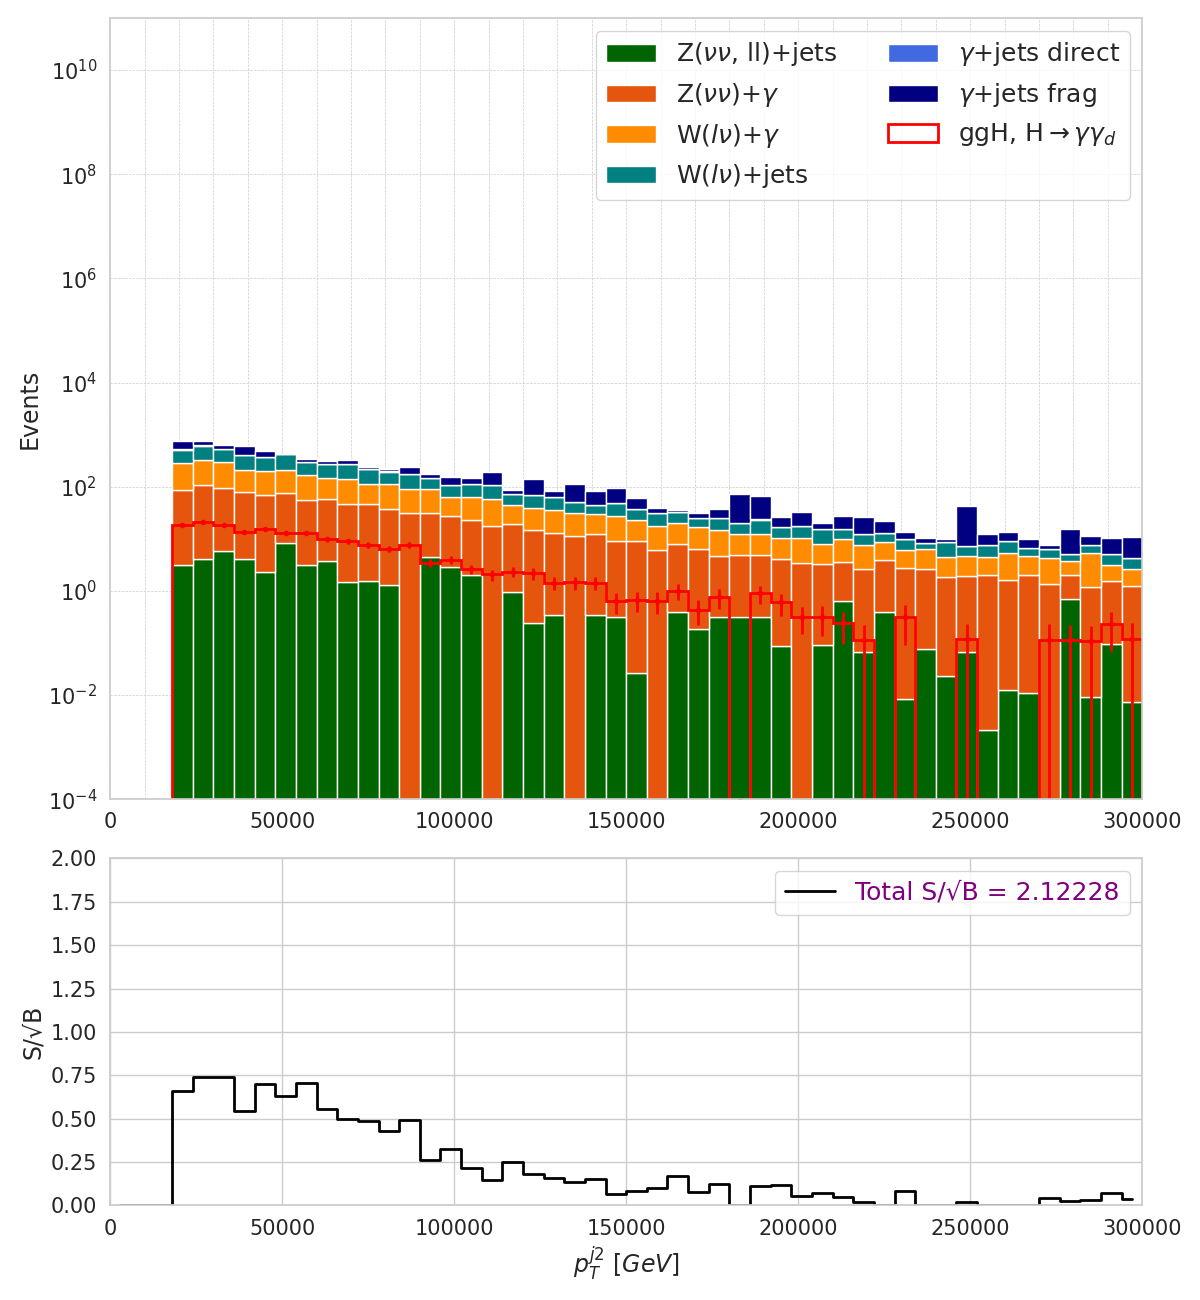 Z(νν, ll)+jets
Z(νν)+γ
W(lν)+γ
W(lν)+jets
γ+jets direct
γ+jets frag
ggH, H→γγ_d
Events
10^10
10^8
10^6
10^4
10^2
10^0
10^−2
10^−4
0 50000 100000 150000 200000 250000 300000
Total S/√B = 2.12228
S/√B
2.00
1.75
1.50
1.25
1.00
0.75
0.50
0.25
0.00
0 50000 100000 150000 200000 250000 300000
p_T^j2 [GeV]